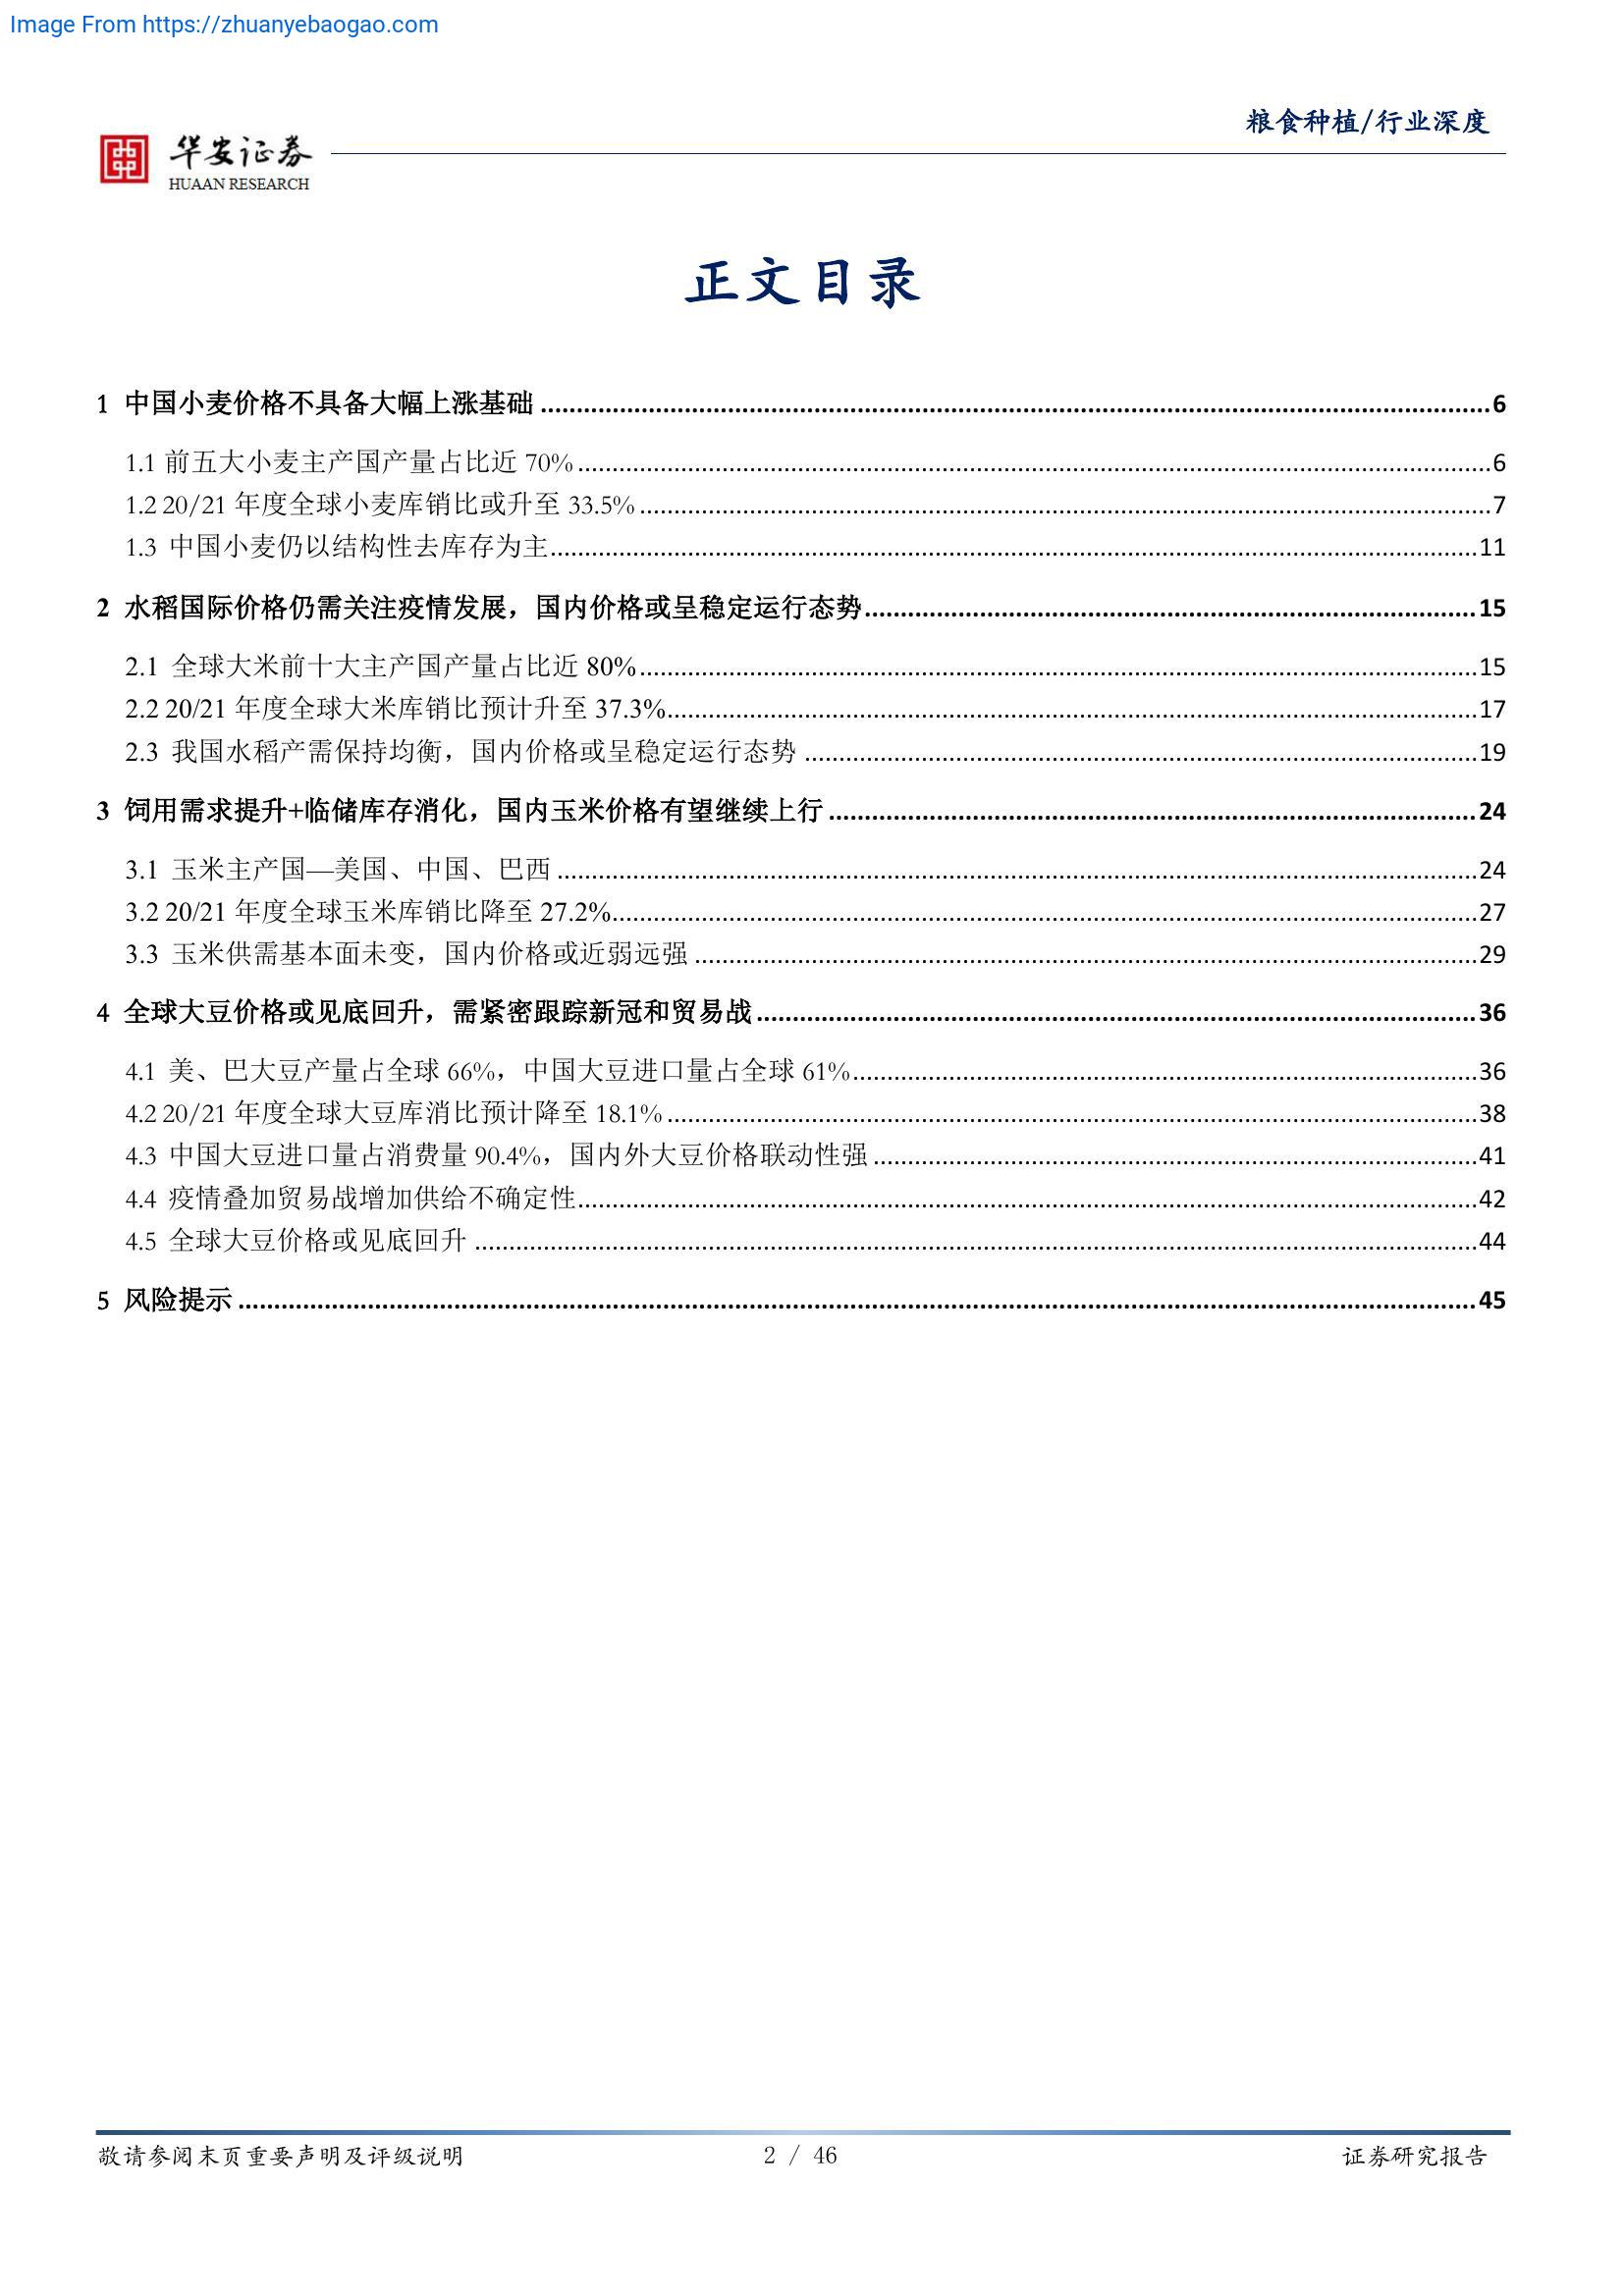 Image From https://zhuanyebaogao.com
粮食种植/行业深度
华安证券
HUAAN RESEARCH
正文目录
1 中国小麦价格不具备大幅上涨基础 ........ 6
1.1 前五大小麦主产国产量占比近 70% ........ 6
1.2 20/21 年度全球小麦库销比或升至 33.5% ........ 7
1.3 中国小麦仍以结构性去库存为主 ........ 11
2 水稻国际价格仍需关注疫情发展，国内价格或呈稳定运行态势 ........ 15
2.1 全球大米前十大主产国产量占比近 80% ........ 15
2.2 20/21 年度全球大米库销比预计升至 37.3% ........ 17
2.3 我国水稻产需保持均衡，国内价格或呈稳定运行态势 ........ 19
3 饲用需求提升+临储库存消化，国内玉米价格有望继续上行 ........ 24
3.1 玉米主产国—美国、中国、巴西 ........ 24
3.2 20/21 年度全球玉米库销比降至 27.2% ........ 27
3.3 玉米供需基本面未变，国内价格或近弱远强 ........ 29
4 全球大豆价格或见底回升，需紧密跟踪新冠和贸易战 ........ 36
4.1 美、巴大豆产量占全球 66%，中国大豆进口量占全球 61% ........ 36
4.2 20/21 年度全球大豆库消比预计降至 18.1% ........ 38
4.3 中国大豆进口量占消费量 90.4%，国内外大豆价格联动性强 ........ 41
4.4 疫情叠加贸易战增加供给不确定性 ........ 42
4.5 全球大豆价格或见底回升 ........ 44
5 风险提示 ........ 45
敬请参阅末页重要声明及评级说明
2 / 46
证券研究报告